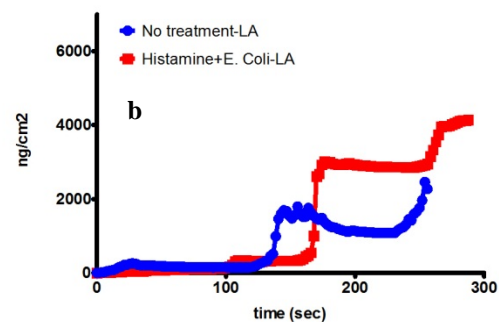 No treatment-LA
Histamine+E. Coli-LA
b
ng/cm2
6000
4000
2000
0
0 100 200 300
time (sec)